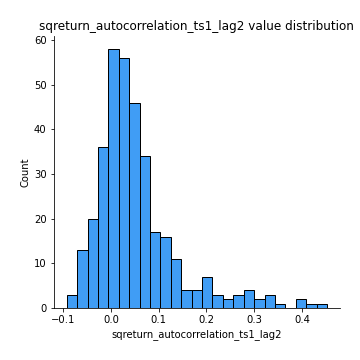 sqreturn_autocorrelation_ts1_lag2 value distribution
60
50
40
30
20
10
0
Count
−0.1 0.0 0.1 0.2 0.3 0.4
sqreturn_autocorrelation_ts1_lag2